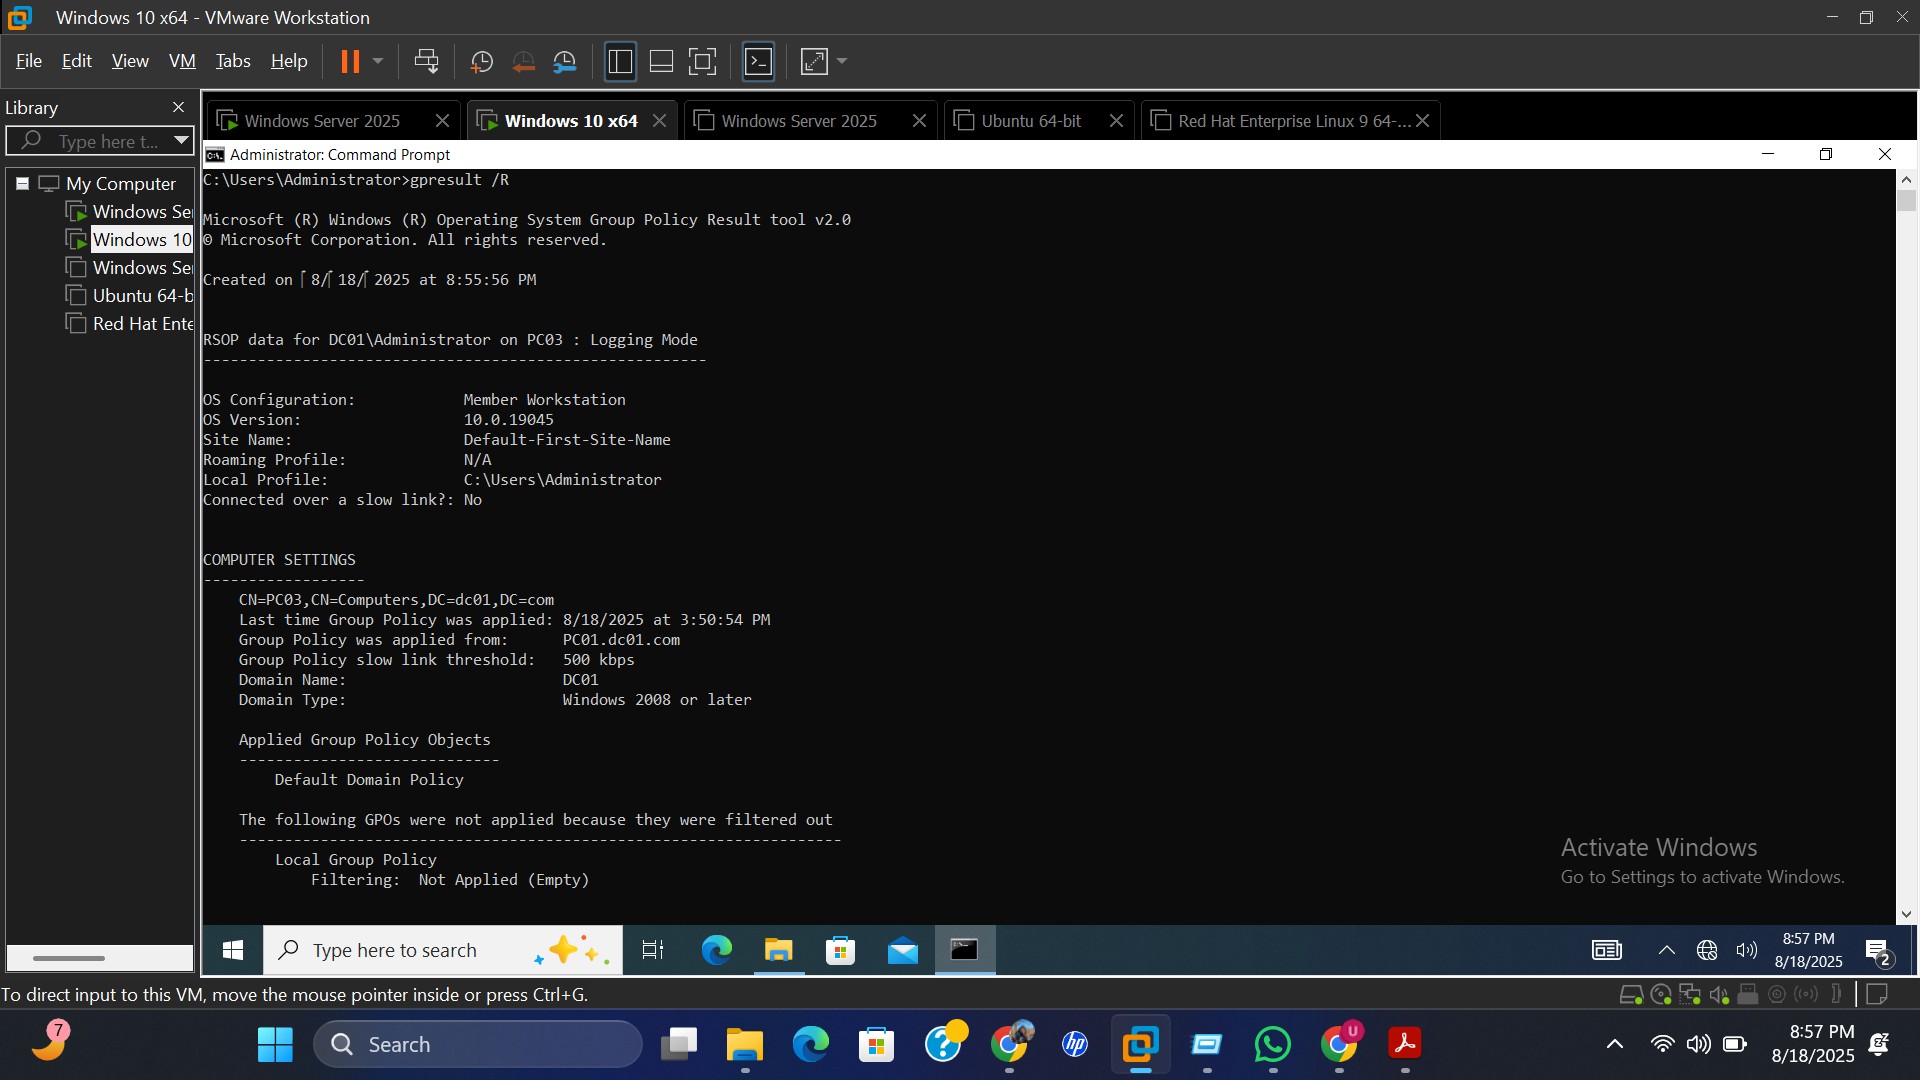 Windows 10 x64 - VMware Workstation
File Edit View VM Tabs Help
Library
Type here t...
My Computer
Windows Se
Windows 10
Windows Se
Ubuntu 64-b
Red Hat Ente
Windows Server 2025
Windows 10 x64
Windows Server 2025
Ubuntu 64-bit
Red Hat Enterprise Linux 9 64-...
Administrator: Command Prompt
C:\Users\Administrator>gpresult /R
Microsoft (R) Windows (R) Operating System Group Policy Result tool v2.0
© Microsoft Corporation. All rights reserved.
Created on 8/18/2025 at 8:55:56 PM
RSOP data for DC01\Administrator on PC03 : Logging Mode
-------------------------------------------------------
OS Configuration: Member Workstation
OS Version: 10.0.19045
Site Name: Default-First-Site-Name
Roaming Profile: N/A
Local Profile: C:\Users\Administrator
Connected over a slow link?: No
COMPUTER SETTINGS
------------------
CN=PC03,CN=Computers,DC=dc01,DC=com
Last time Group Policy was applied: 8/18/2025 at 3:50:54 PM
Group Policy was applied from: PC01.dc01.com
Group Policy slow link threshold: 500 kbps
Domain Name: DC01
Domain Type: Windows 2008 or later
Applied Group Policy Objects
-----------------------------
Default Domain Policy
The following GPOs were not applied because they were filtered out
-------------------------------------------------------------------
Local Group Policy
Filtering: Not Applied (Empty)
Activate Windows
Go to Settings to activate Windows.
Type here to search
8:57 PM
8/18/2025
2
To direct input to this VM, move the mouse pointer inside or press Ctrl+G.
7
Search
hp
U
8:57 PM
8/18/2025